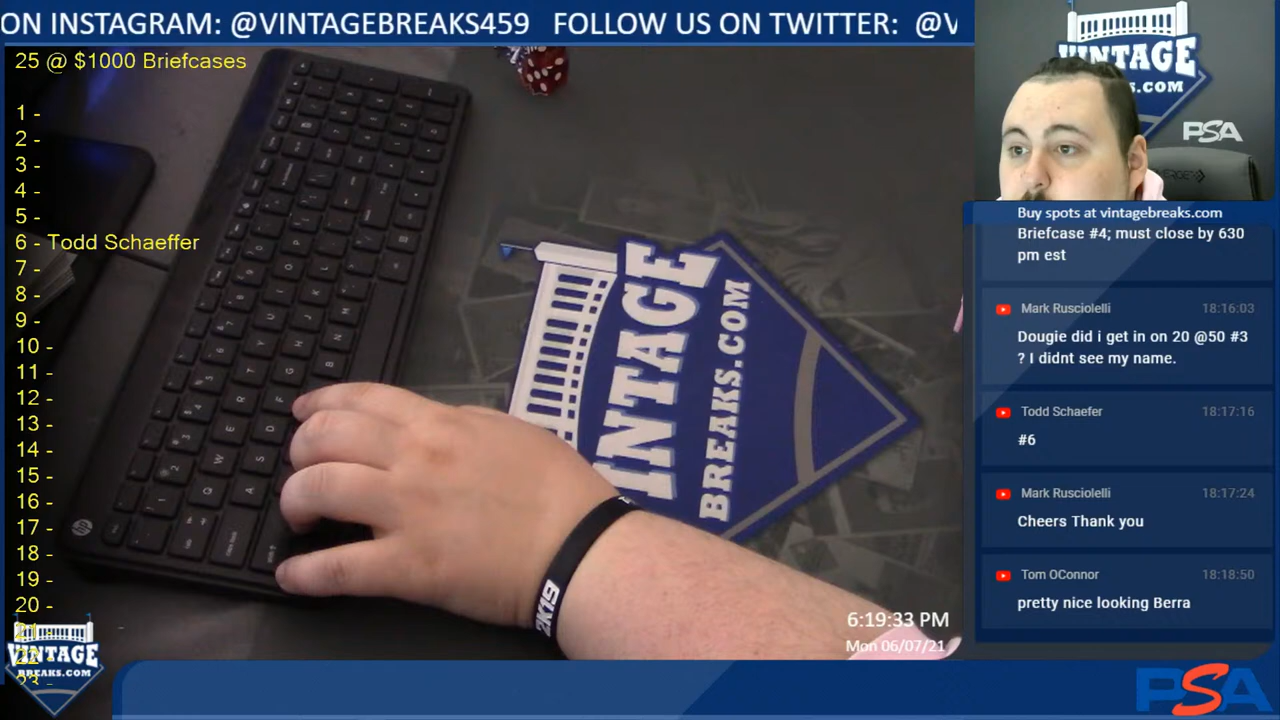 ON INSTAGRAM: @VINTAGEBREAKS459 FOLLOW US ON TWITTER: @V
25 @ $1000 Briefcases
1 -
2 -
3 -
4 -
5 -
6 - Todd Schaeffer
7 -
8 -
9 -
10 -
11 -
12 -
13 -
14 -
15 -
16 -
17 -
18 -
19 -
20 -
21 -
22 -
23 -
VINTAGE
BREAKS.COM
VINTAGE
BREAKS.COM
2K19
hp
6:19:33 PM
Mon 06/07/21
VINTAGE
.COM
PSA
Buy spots at vintagebreaks.com
Briefcase #4; must close by 630
pm est
Mark Rusciolelli 18:16:03
Dougie did i get in on 20 @50 #3
? I didnt see my name.
Todd Schaefer 18:17:16
#6
Mark Rusciolelli 18:17:24
Cheers Thank you
Tom OConnor 18:18:50
pretty nice looking Berra
PSA